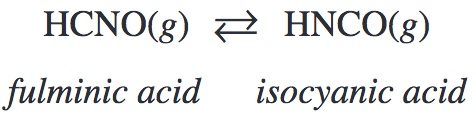 HCNO(g) ⇄ HNCO(g)
fulminic acid isocyanic acid